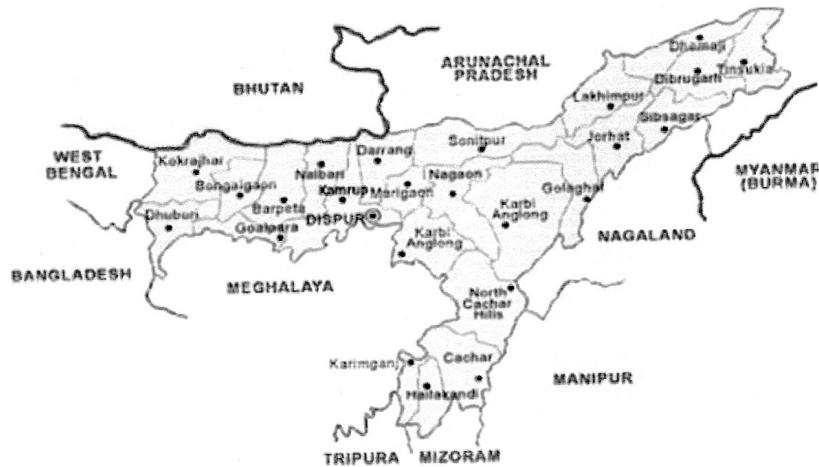 ARUNACHAL
PRADESH
BHUTAN
Dhemaji
Dibrugarh
Tinsukia
Lakhimpur
Sibsagar
Jorhat
Sonitpur
Darrang
WEST
BENGAL
Kokrajhar
Nalbari
Nagaon
MYANMAR
(BURMA)
Bongaigaon
Kamrup
Marigaon
Golaghat
Barpeta
Karbi
Anglong
Dhuburi
DISPUR
Goalpara
Karbi
Anglong
NAGALAND
BANGLADESH
MEGHALAYA
North
Cachar
Hills
Karimganj
Cachar
MANIPUR
Hailakandi
TRIPURA
MIZORAM